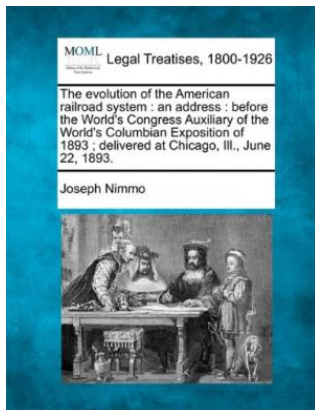 MOML Legal Treatises, 1800-1926
The evolution of the American
railroad system : an address : before
the World's Congress Auxiliary of the
World's Columbian Exposition of
1893 ; delivered at Chicago, Ill., June
22, 1893.
Joseph Nimmo